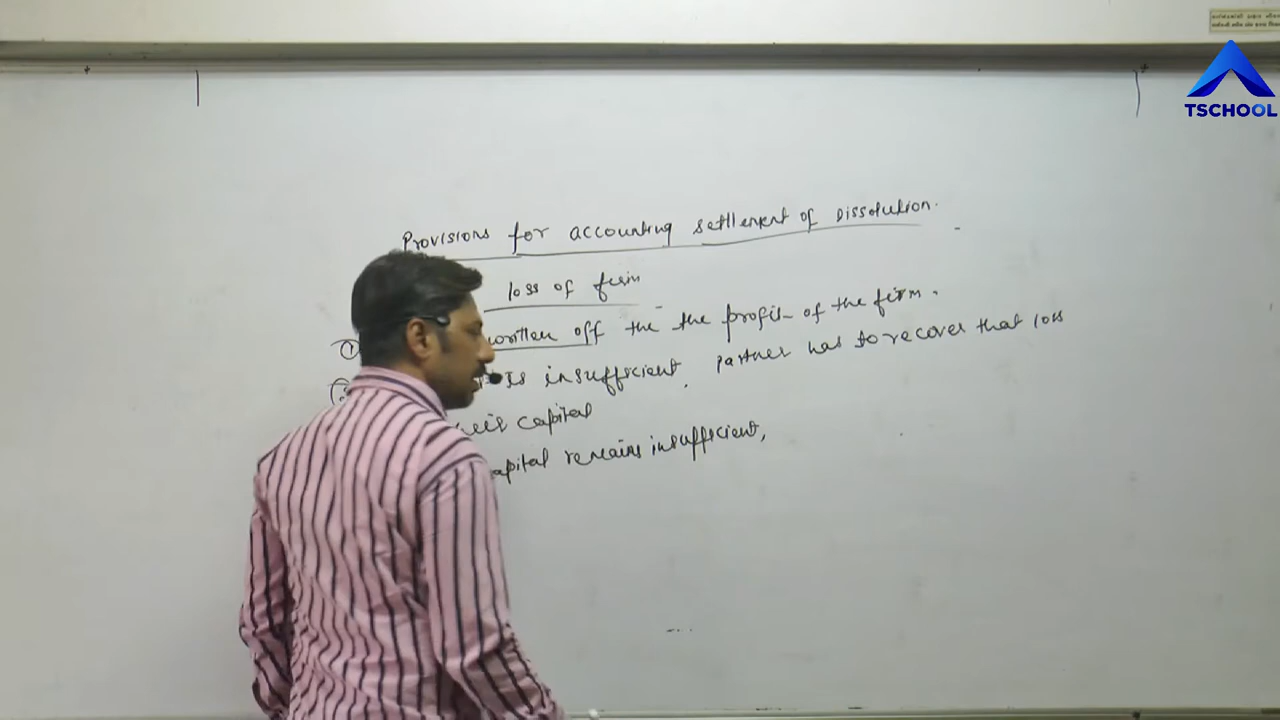 TSCHOOL
Provisions for accounting settlement of Dissolution.
loss of firm
① written off the the profit of the firm.
is insufficient, Partner has to recover that loss
capital
capital remains insufficient,